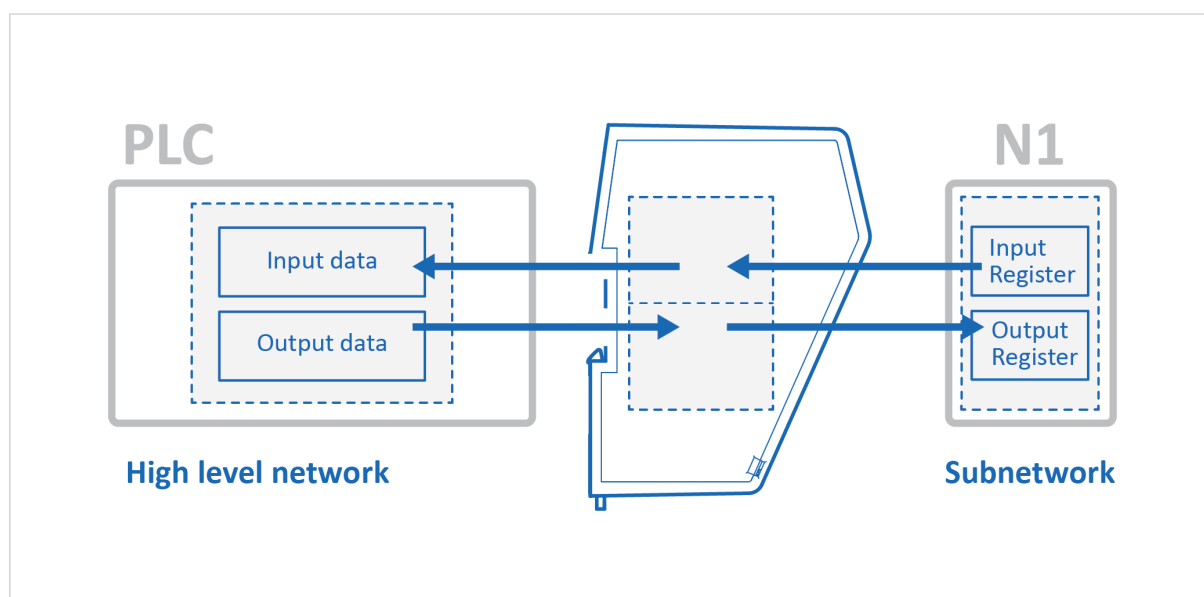 PLC
N1
Input data
Output data
Input
Register
Output
Register
High level network
Subnetwork